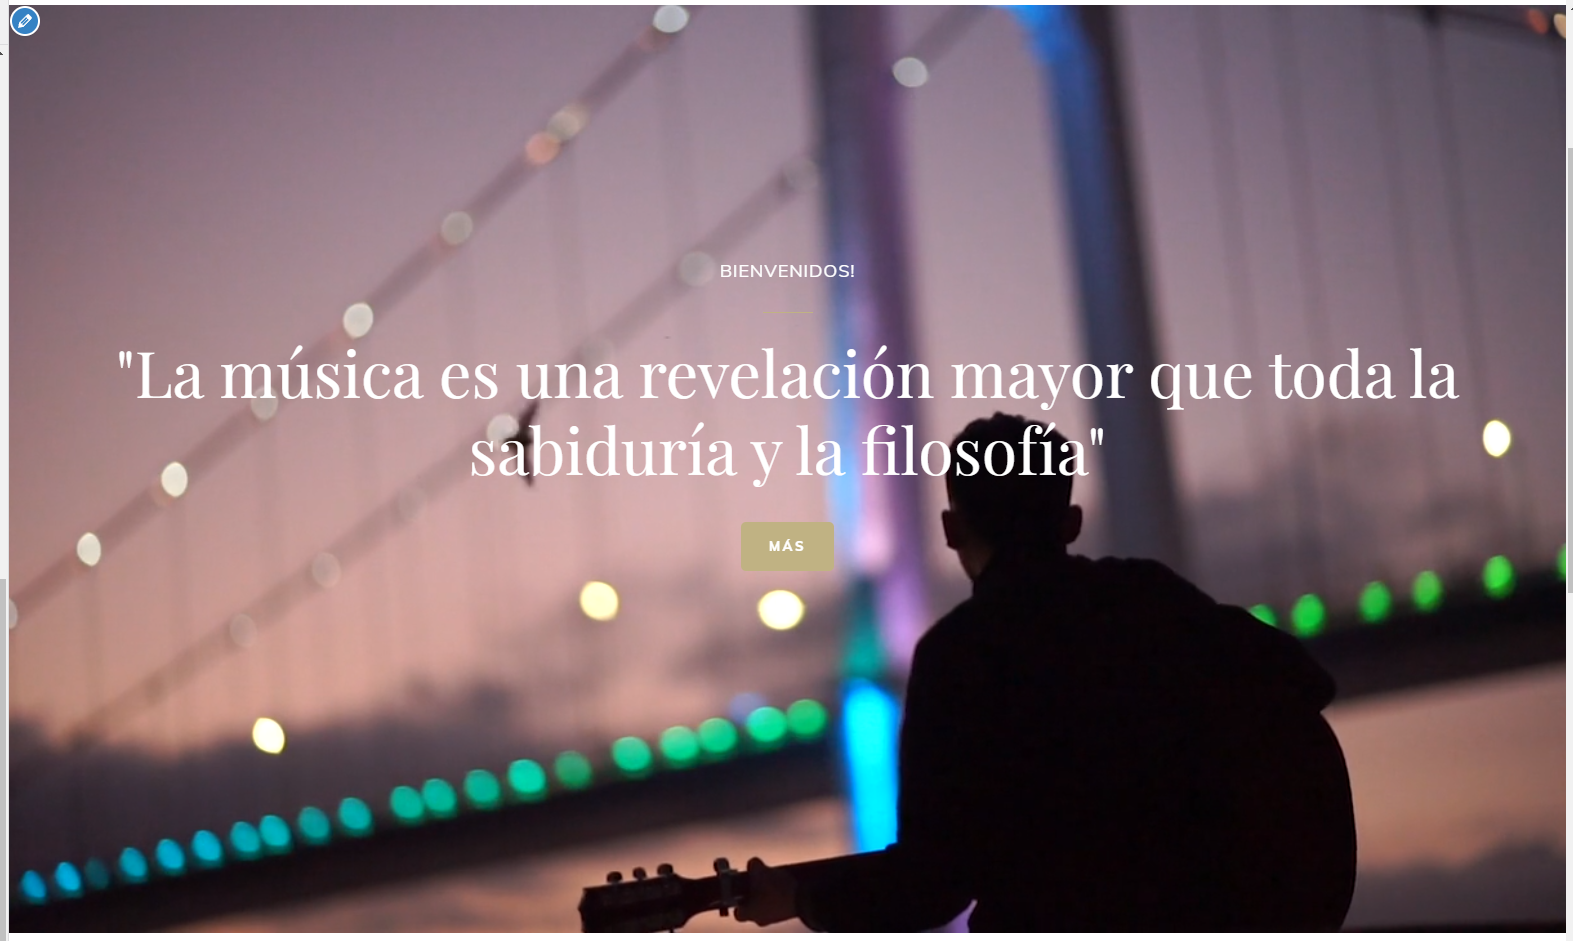 BIENVENIDOS!
"La música es una revelación mayor que toda la
sabiduría y la filosofía"
MÁS